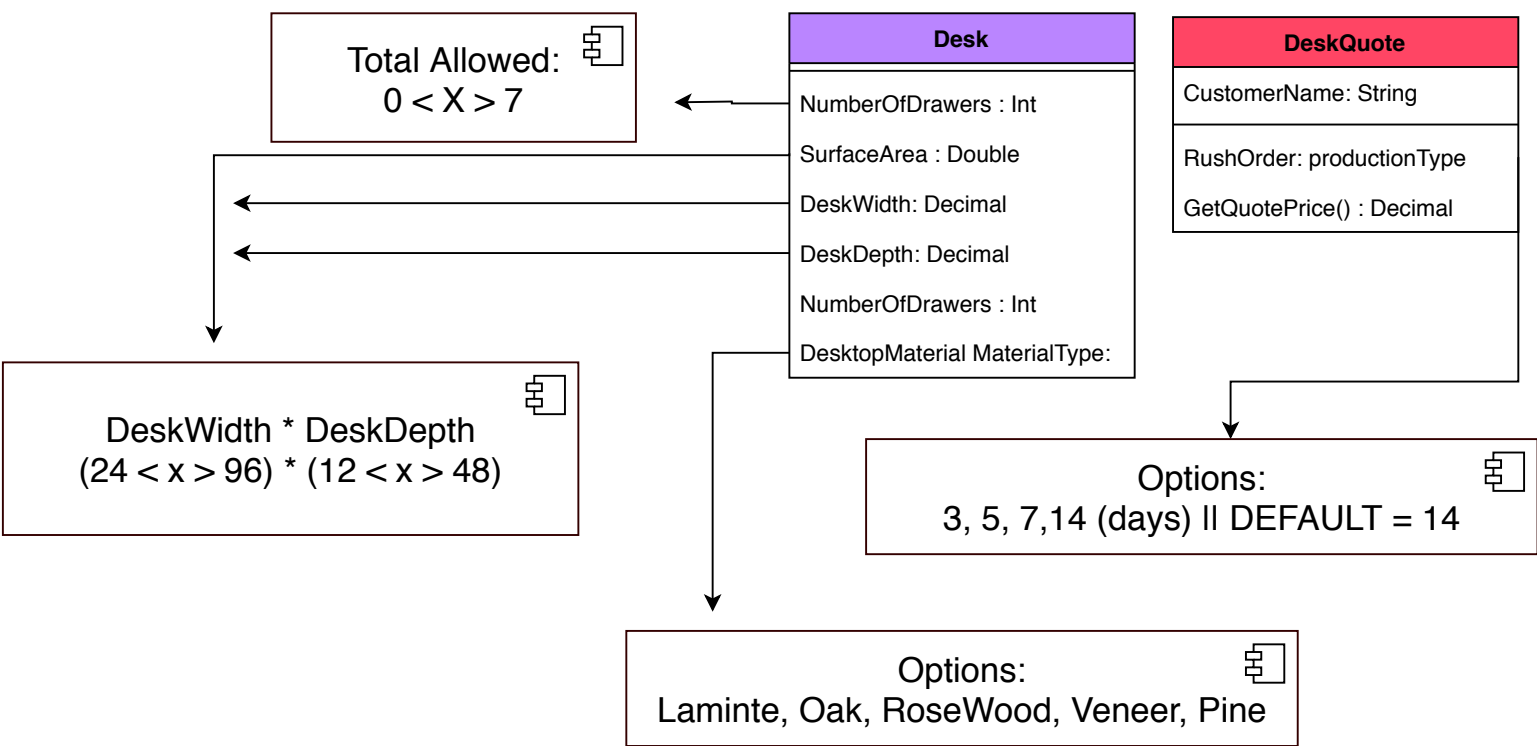 Total Allowed:
0 < X > 7
Desk
NumberOfDrawers : Int
SurfaceArea : Double
DeskWidth: Decimal
DeskDepth: Decimal
NumberOfDrawers : Int
DesktopMaterial MaterialType:
DeskQuote
CustomerName: String
RushOrder: productionType
GetQuotePrice() : Decimal
DeskWidth * DeskDepth
(24 < x > 96) * (12 < x > 48)
Options:
3, 5, 7,14 (days) || DEFAULT = 14
Options:
Laminte, Oak, RoseWood, Veneer, Pine